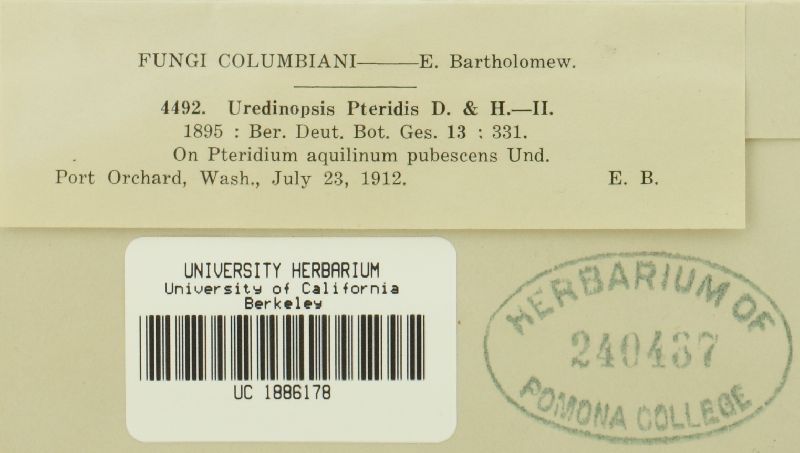 FUNGI COLUMBIANI——E. Bartholomew.
4492. Uredinopsis Pteridis D. & H.—II.
1895 : Ber. Deut. Bot. Ges. 13 : 331.
On Pteridium aquilinum pubescens Und.
Port Orchard, Wash., July 23, 1912. E. B.
UNIVERSITY HERBARIUM
University of California
Berkeley
UC 1886178
HERBARIUM OF
240437
POMONA COLLEGE